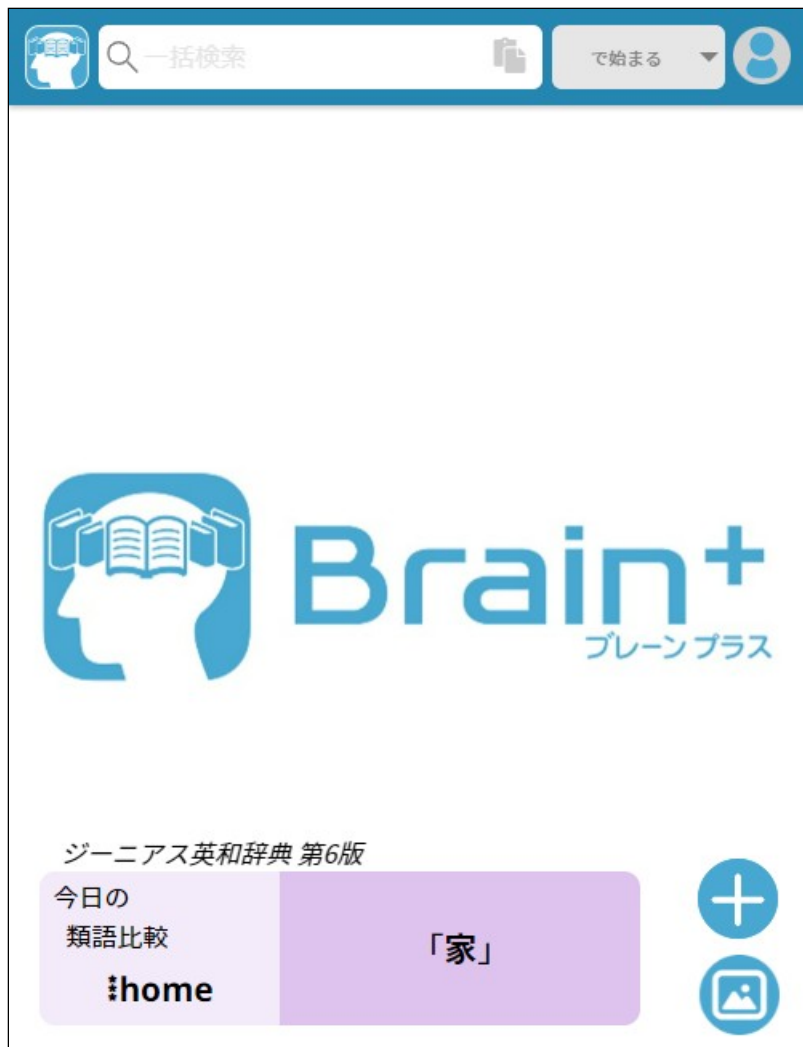 一括検索
で始まる
Brain+
ブレーン プラス
ジーニアス英和辞典 第6版
今日の
類語比較
⁂home
「家」